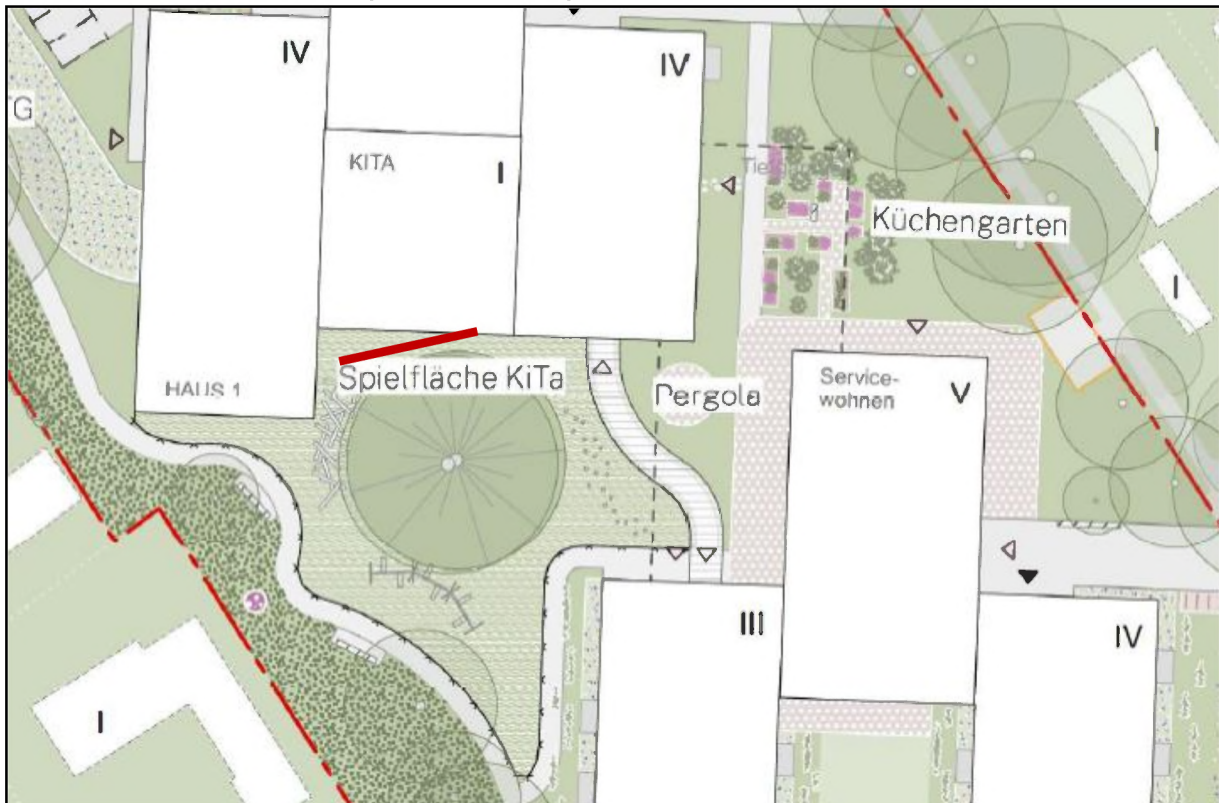 IV
IV
G
KITA
I
I
Küchengarten
I
Spielfläche KiTa
HAUS 1
Pergola
Service-
wohnen
V
III
IV
I